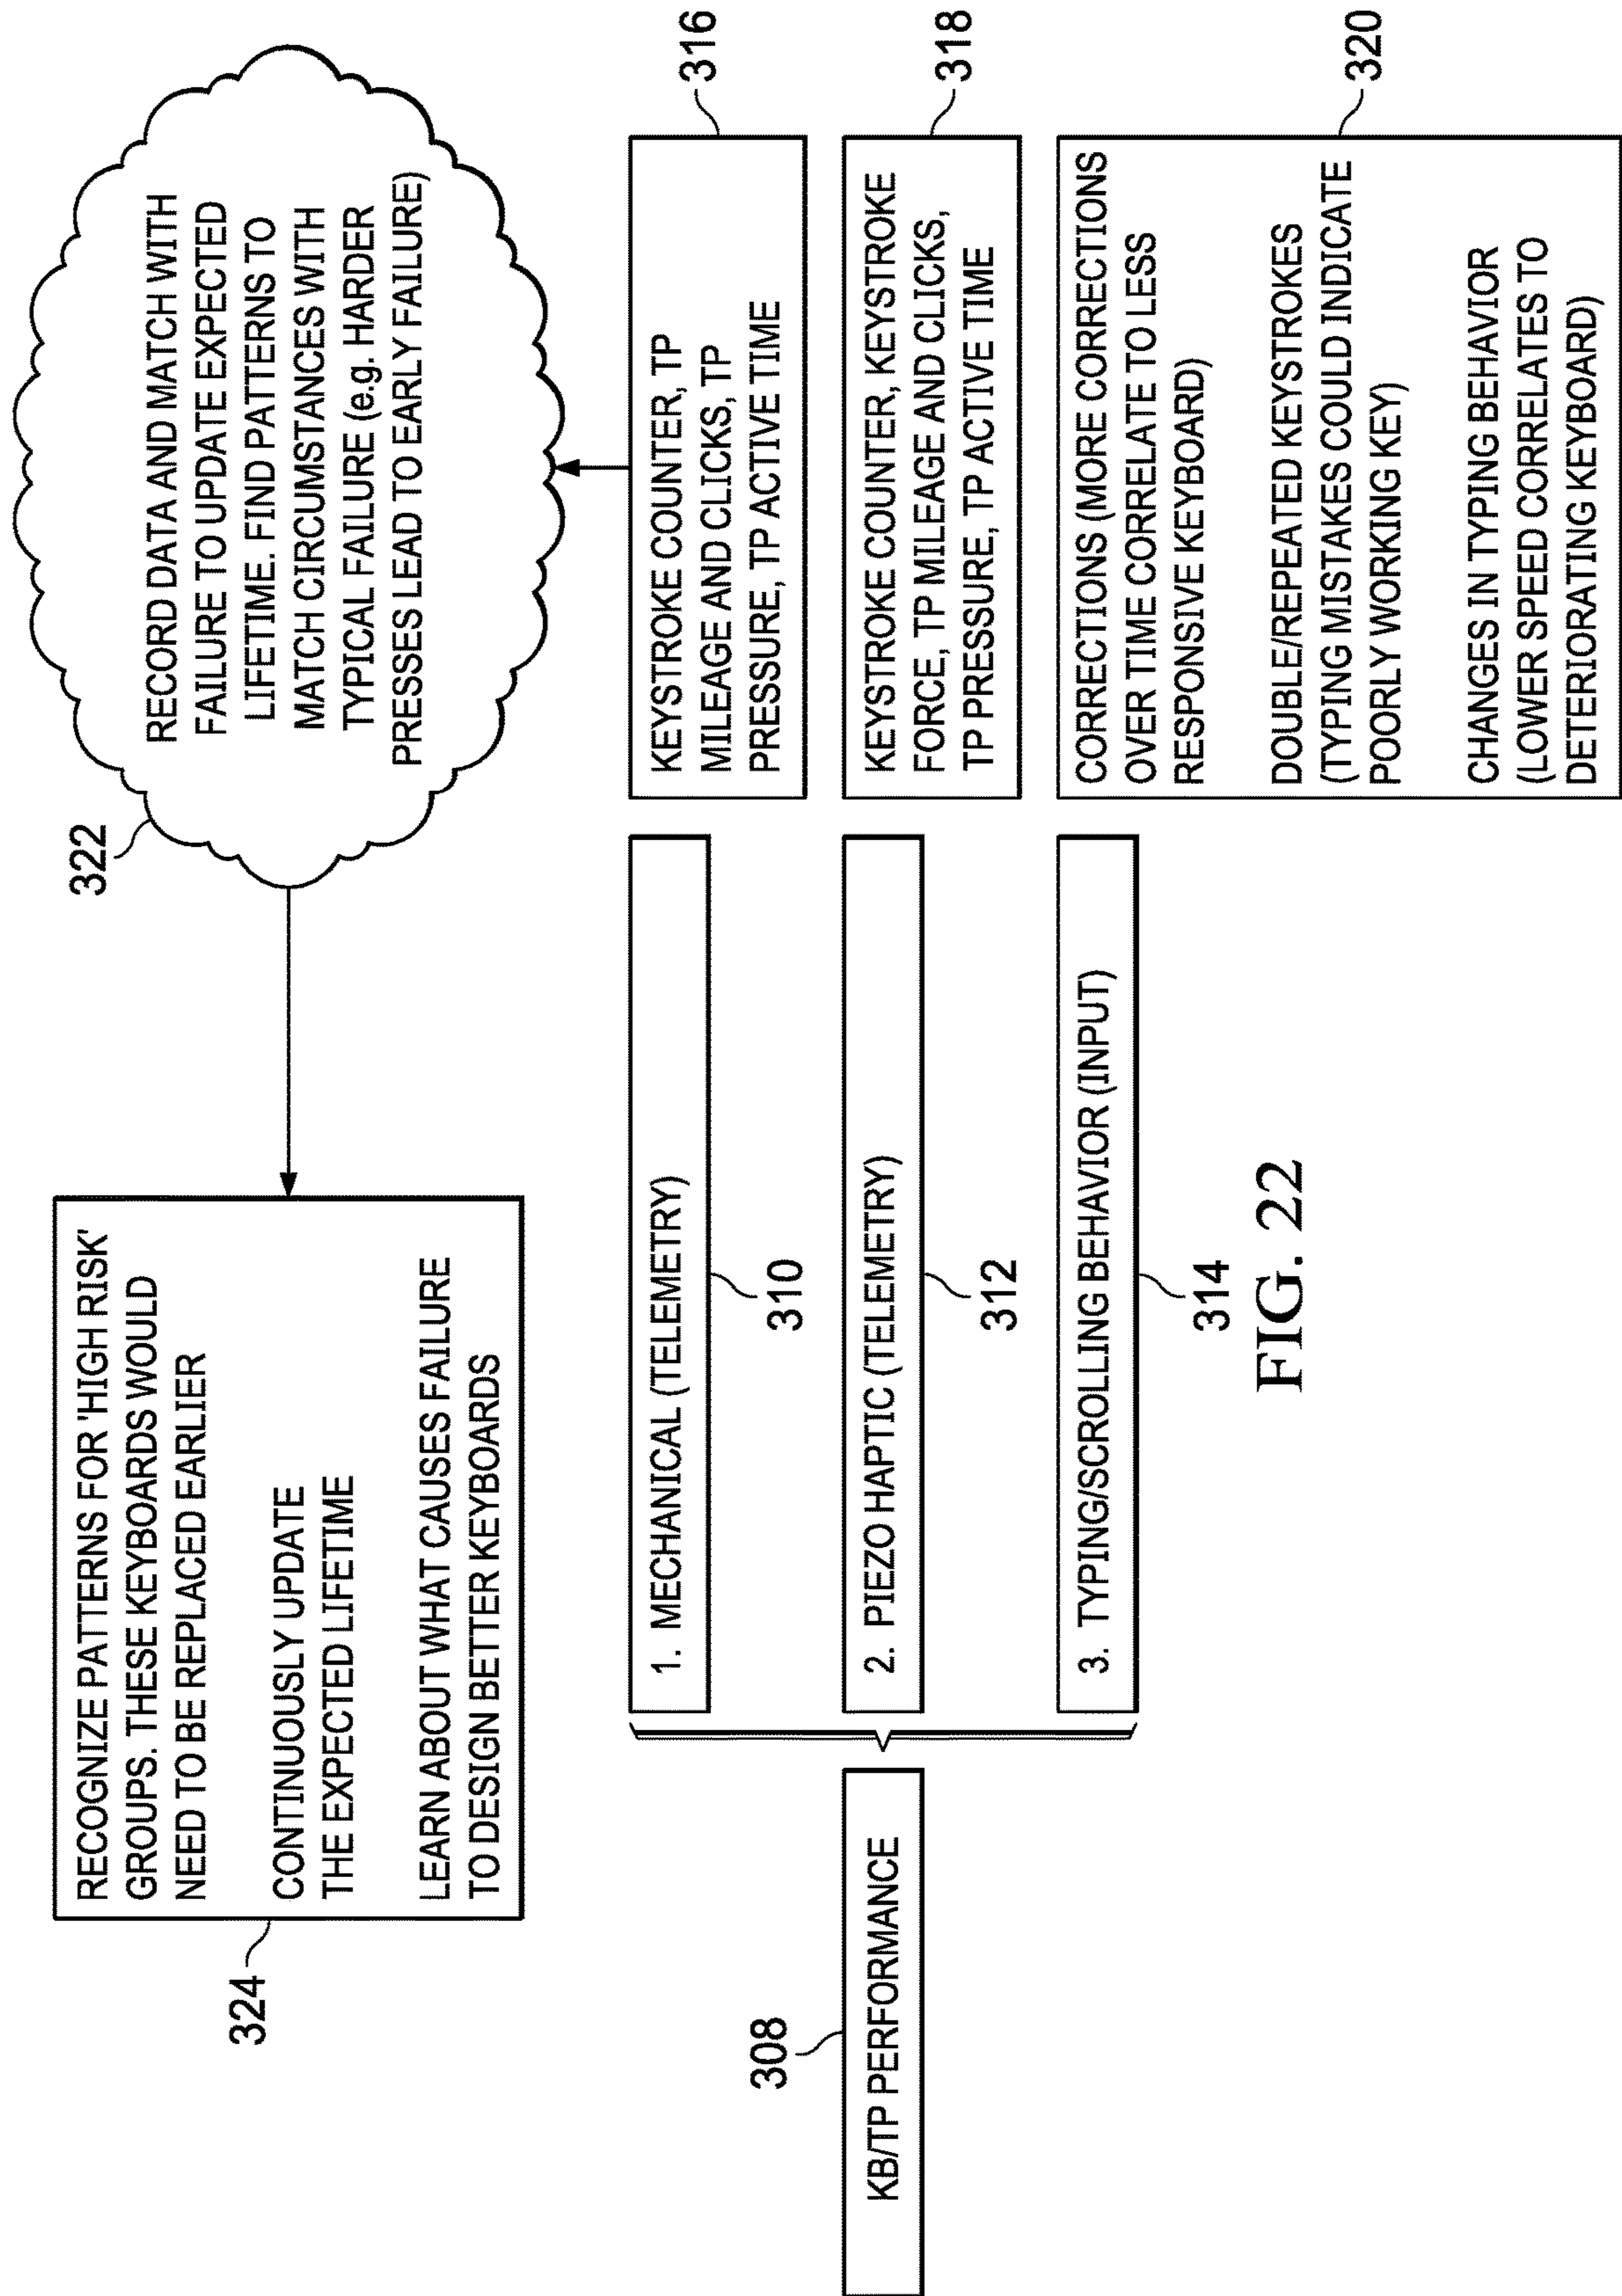 324
RECOGNIZE PATTERNS FOR 'HIGH RISK'
GROUPS. THESE KEYBOARDS WOULD
NEED TO BE REPLACED EARLIER
CONTINUOUSLY UPDATE
THE EXPECTED LIFETIME
LEARN ABOUT WHAT CAUSES FAILURE
TO DESIGN BETTER KEYBOARDS
322
RECORD DATA AND MATCH WITH
FAILURE TO UPDATE EXPECTED
LIFETIME. FIND PATTERNS TO
MATCH CIRCUMSTANCES WITH
TYPICAL FAILURE (e.g. HARDER
PRESSES LEAD TO EARLY FAILURE)
308
KB/TP PERFORMANCE
1. MECHANICAL (TELEMETRY)
310
KEYSTROKE COUNTER, TP
MILEAGE AND CLICKS, TP
PRESSURE, TP ACTIVE TIME
316
2. PIEZO HAPTIC (TELEMETRY)
312
KEYSTROKE COUNTER, KEYSTROKE
FORCE, TP MILEAGE AND CLICKS,
TP PRESSURE, TP ACTIVE TIME
318
3. TYPING/SCROLLING BEHAVIOR (INPUT)
314
CORRECTIONS (MORE CORRECTIONS
OVER TIME CORRELATE TO LESS
RESPONSIVE KEYBOARD)
DOUBLE/REPEATED KEYSTROKES
(TYPING MISTAKES COULD INDICATE
POORLY WORKING KEY)
CHANGES IN TYPING BEHAVIOR
(LOWER SPEED CORRELATES TO
DETERIORATING KEYBOARD)
320
FIG. 22